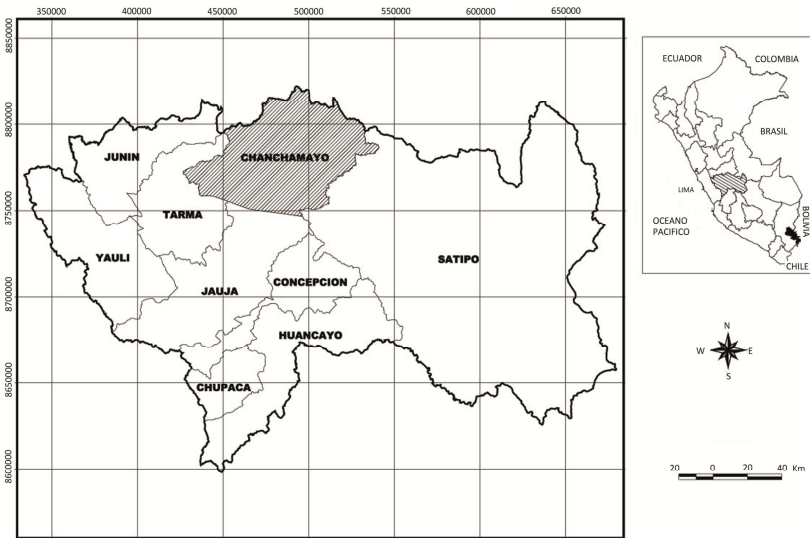 350000 400000 450000 500000 550000 600000 650000
8850000
8800000
8750000
8700000
8650000
8600000
JUNIN
CHANCHAMAYO
TARMA
YAULI
SATIPO
CONCEPCION
JAUJA
HUANCAYO
CHUPACA
ECUADOR
COLOMBIA
BRASIL
LIMA
OCEANO
PACIFICO
BOLIVIA
CHILE
N
W E
S
20 0 20 40 Km